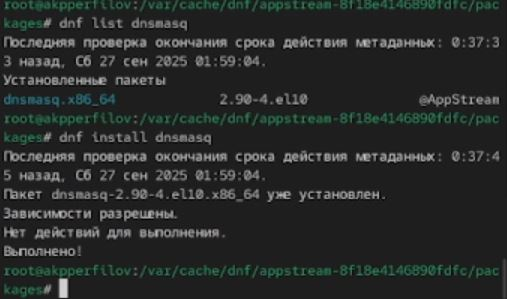 root@akpperfilov:/var/cache/dnf/appstream-8f18e4146890fdfc/pac
kages# dnf list dnsmasq
Последняя проверка окончания срока действия метаданных: 0:37:3
3 назад, Сб 27 сен 2025 01:59:04.
Установленные пакеты
dnsmasq.x86_64 2.90-4.el10 @AppStream
root@akpperfilov:/var/cache/dnf/appstream-8f18e4146890fdfc/pac
kages# dnf install dnsmasq
Последняя проверка окончания срока действия метаданных: 0:37:4
5 назад, Сб 27 сен 2025 01:59:04.
Пакет dnsmasq-2.90-4.el10.x86_64 уже установлен.
Зависимости разрешены.
Нет действий для выполнения.
Выполнено!
root@akpperfilov:/var/cache/dnf/appstream-8f18e4146890fdfc/pac
kages#